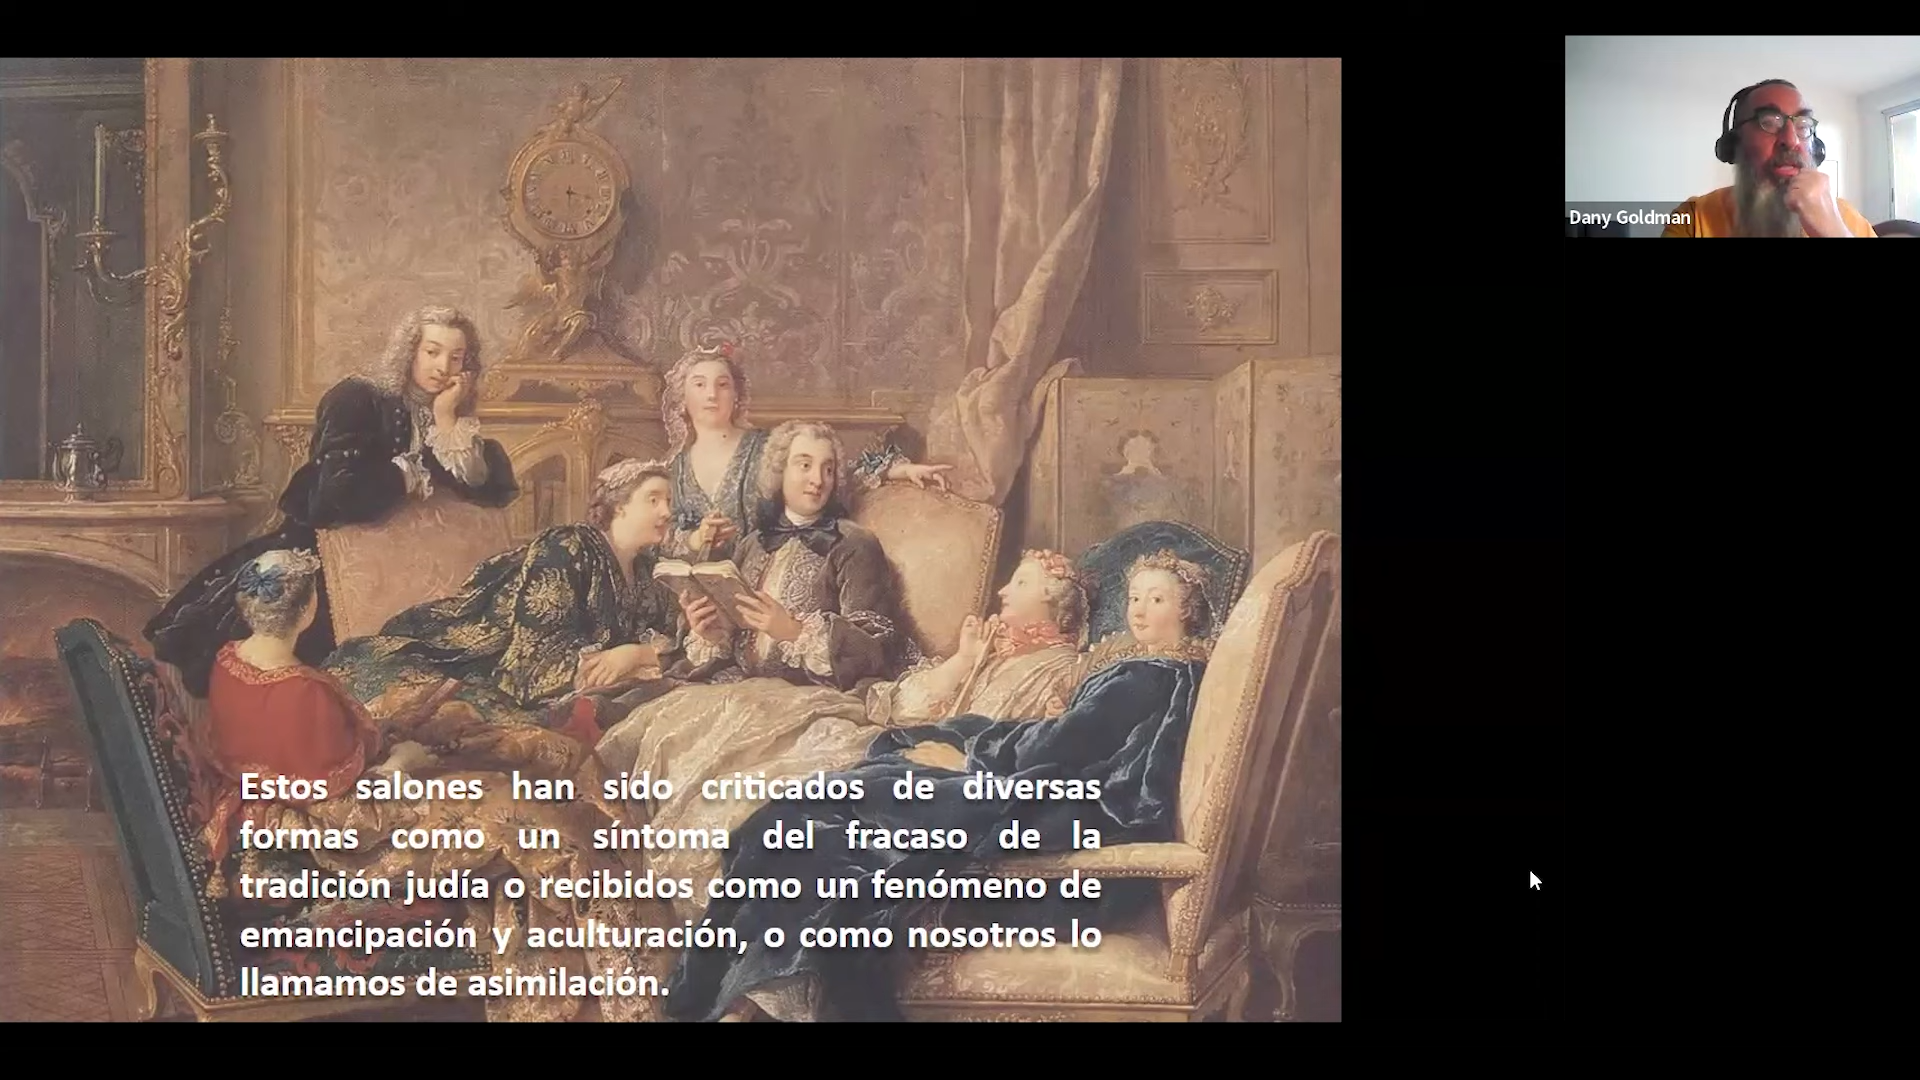 Dany Goldman
Estos salones han sido criticados de diversas
formas como un síntoma del fracaso de la
tradición judía o recibidos como un fenómeno de
emancipación y aculturación, o como nosotros lo
llamamos de asimilación.